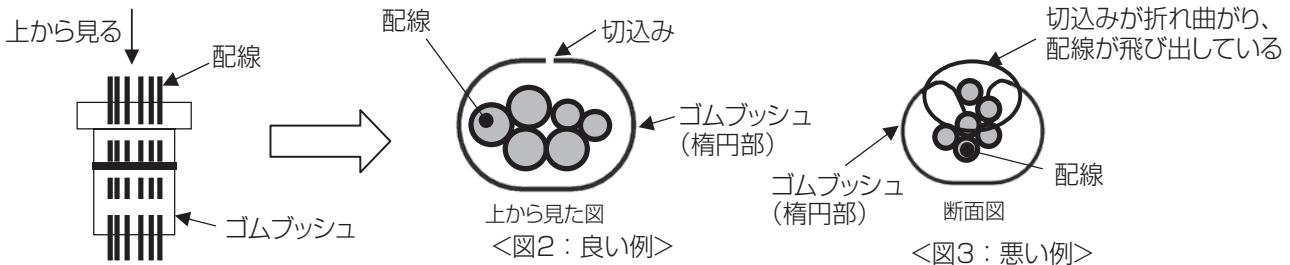 上から見る
配線
ゴムブッシュ
配線
切込み
ゴムブッシュ
（楕円部）
上から見た図
<図2：良い例>
切込みが折れ曲がり、
配線が飛び出している
ゴムブッシュ
（楕円部）
配線
断面図
<図3：悪い例>